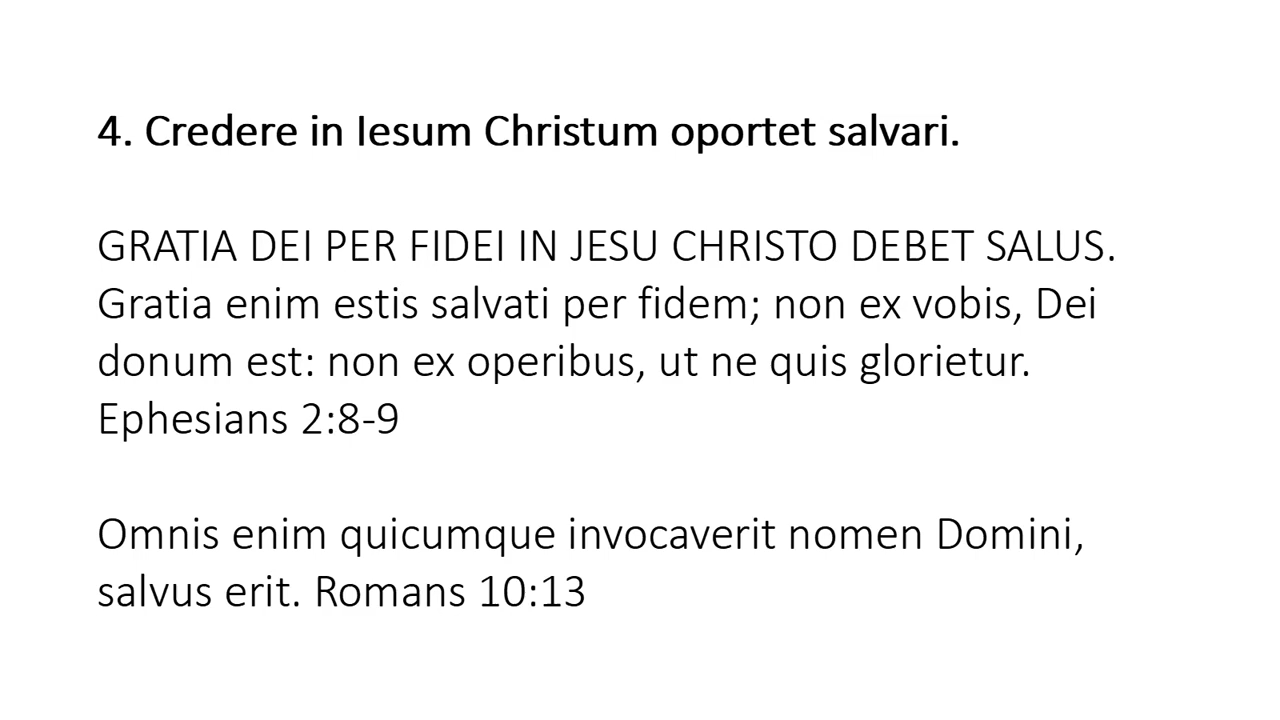 4. Credere in Iesum Christum oportet salvari.
GRATIA DEI PER FIDEI IN JESU CHRISTO DEBET SALUS.
Gratia enim estis salvati per fidem; non ex vobis, Dei
donum est: non ex operibus, ut ne quis glorietur.
Ephesians 2:8-9
Omnis enim quicumque invocaverit nomen Domini,
salvus erit. Romans 10:13